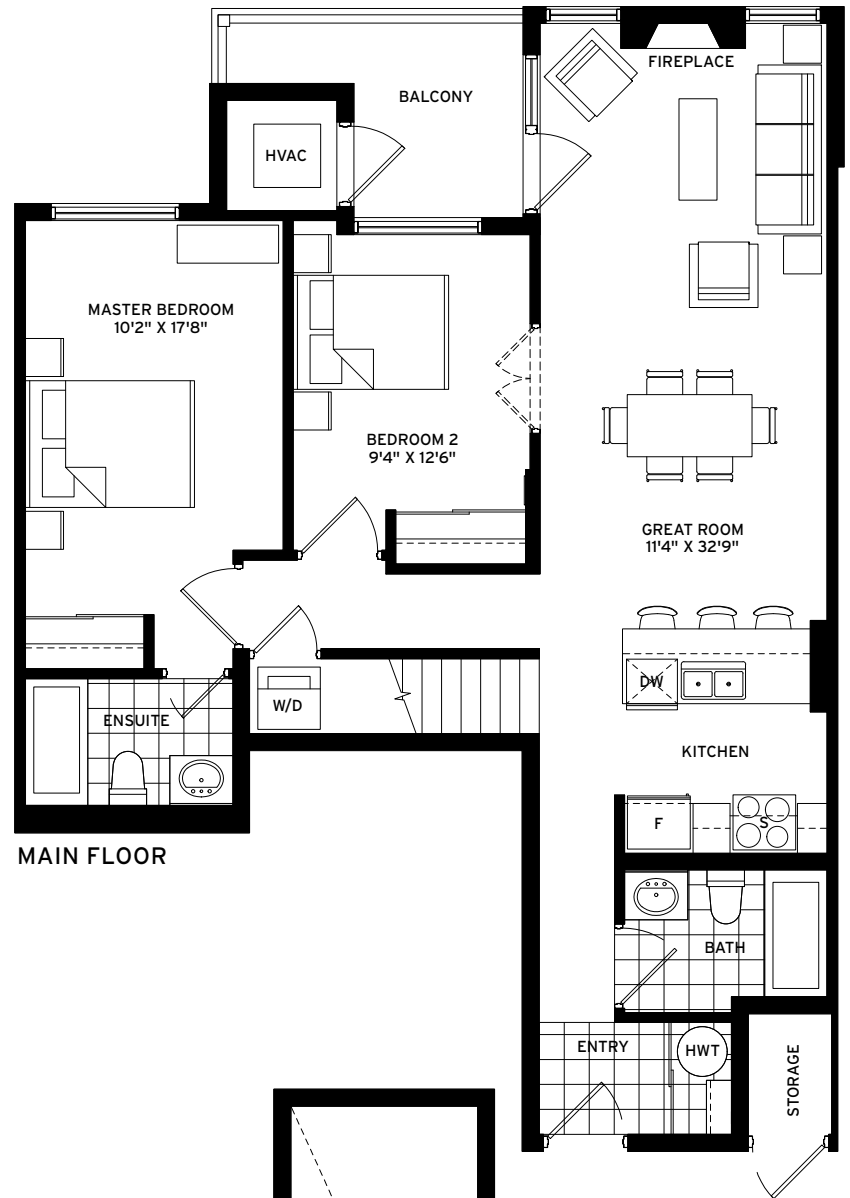 FIREPLACE
BALCONY
HVAC
MASTER BEDROOM
10'2" X 17'8"
BEDROOM 2
9'4" X 12'6"
GREAT ROOM
11'4" X 32'9"
DW
W/D
ENSUITE
KITCHEN
F
S
MAIN FLOOR
BATH
ENTRY
HWT
STORAGE